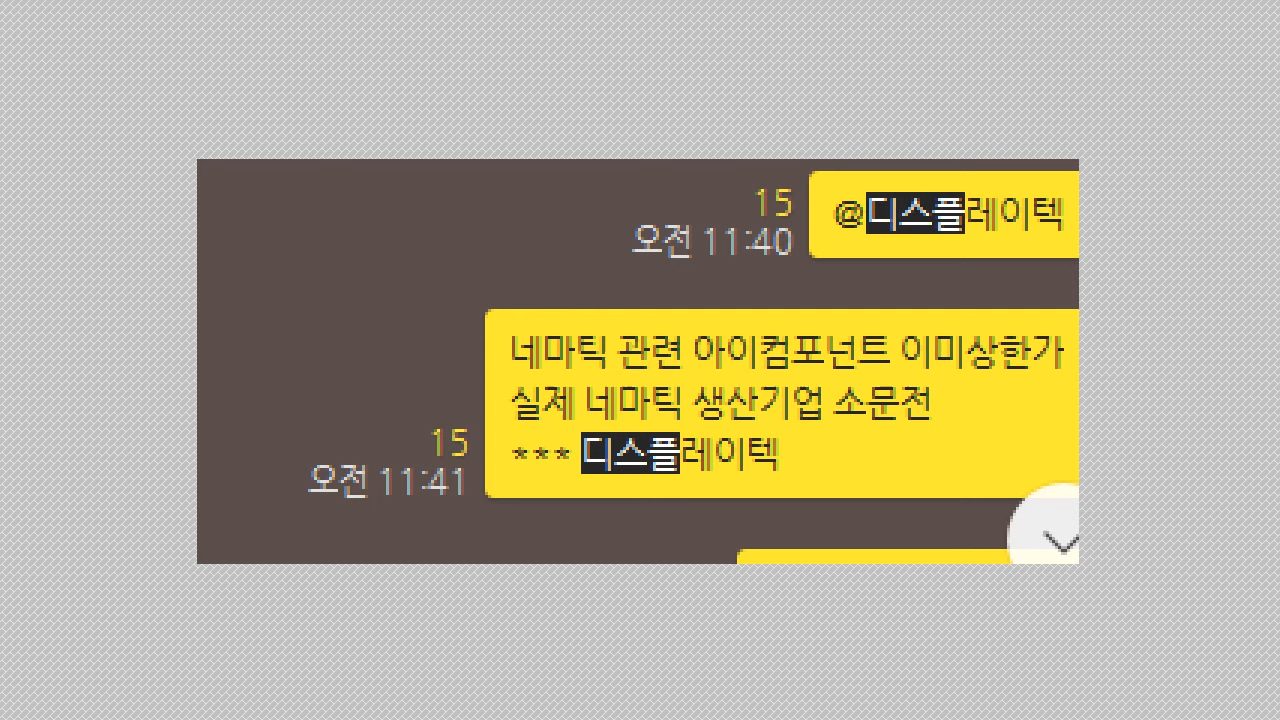 15
오전 11:40
@디스플레이텍
네마틱 관련 아이컴포넌트 이미상한가
실제 네마틱 생산기업 소문전
*** 디스플레이텍
15
오전 11:41